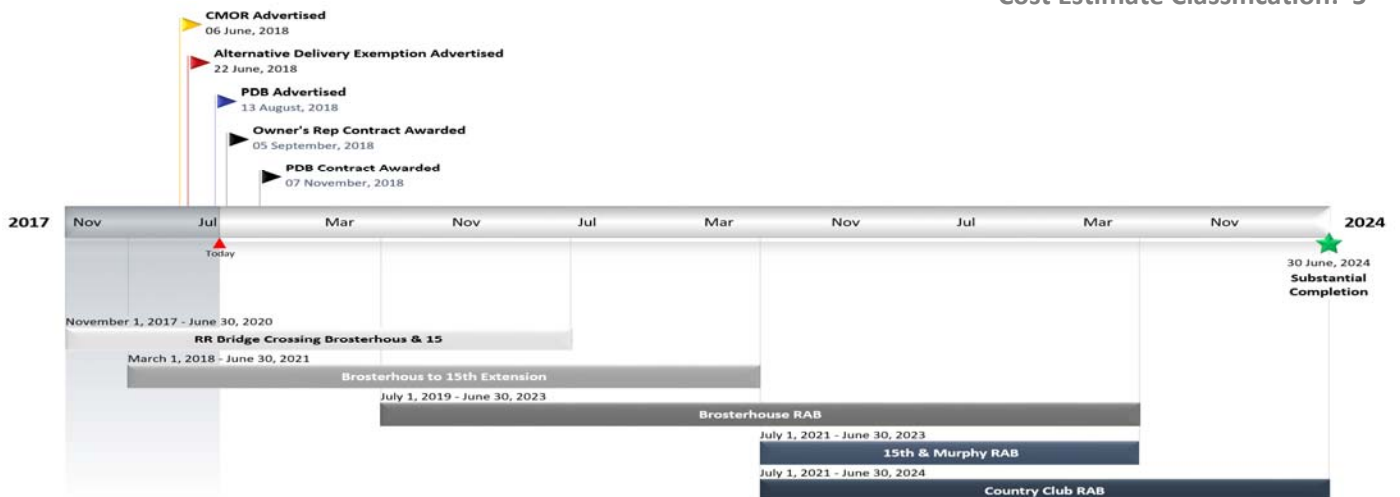 CMOR Advertised
06 June, 2018
Alternative Delivery Exemption Advertised
22 June, 2018
PDB Advertised
13 August, 2018
Owner's Rep Contract Awarded
05 September, 2018
PDB Contract Awarded
07 November, 2018
2017 Nov Jul Mar Nov Jul Mar Nov Jul Mar Nov 2024
Today
30 June, 2024
Substantial
Completion
November 1, 2017 - June 30, 2020
RR Bridge Crossing Brosterhous & 15
March 1, 2018 - June 30, 2021
Brosterhous to 15th Extension
July 1, 2019 - June 30, 2023
Brosterhouse RAB
July 1, 2021 - June 30, 2023
15th & Murphy RAB
July 1, 2021 - June 30, 2024
Country Club RAB